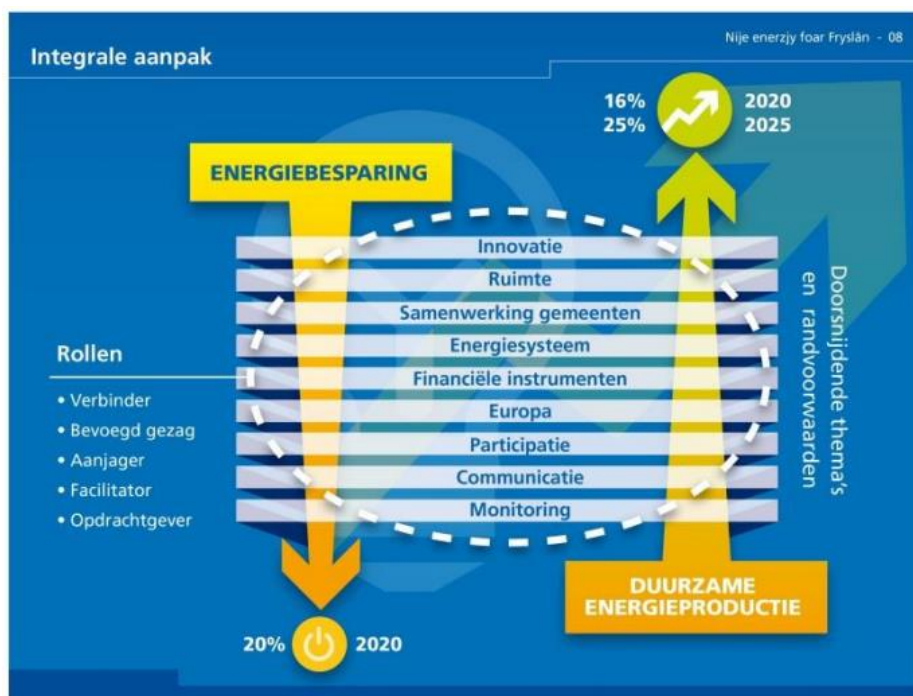 Integrale aanpak
Nije enerzjy foar Fryslân - 08
16% 2020
25% 2025
ENERGIEBESPARING
Innovatie
Ruimte
Samenwerking gemeenten
Energiesysteem
Financiële instrumenten
Europa
Participatie
Communicatie
Monitoring
Rollen
• Verbinder
• Bevoegd gezag
• Aanjager
• Facilitator
• Opdrachtgever
Doorsnijdende thema's
en randvoorwaarden
DUURZAME
ENERGIEPRODUCTIE
20% 2020